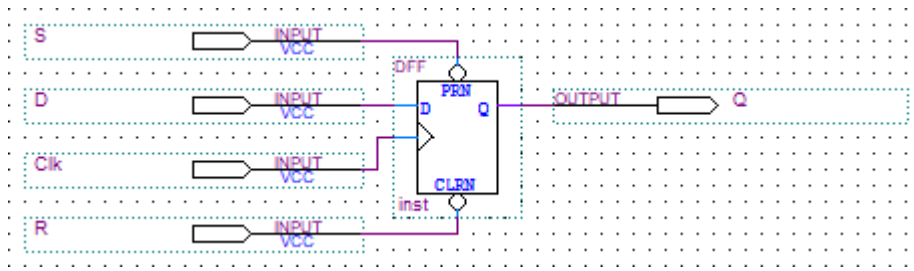 S INPUT
VCC
DFF
PRN
D INPUT D Q OUTPUT Q
VCC
Clk INPUT
VCC
CLRN
inst
R INPUT
VCC